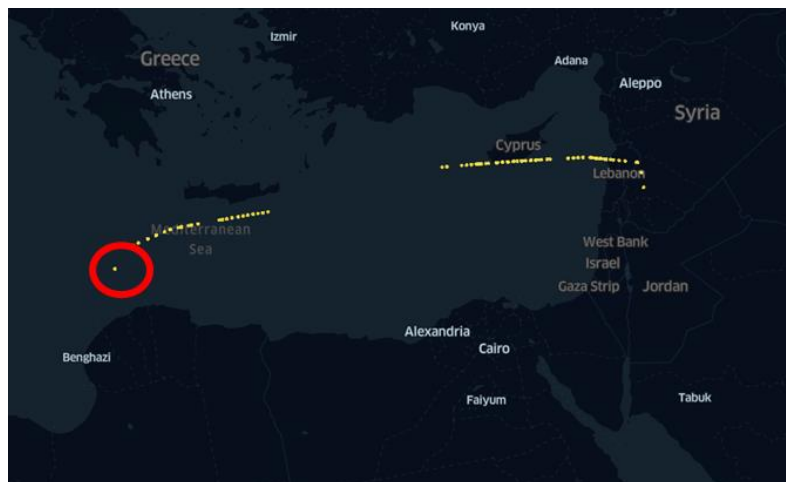 Izmir
Konya
Greece
Adana
Athens
Aleppo
Syria
Cyprus
Lebanon
Mediterranean
Sea
West Bank
Israel
Gaza Strip
Jordan
Alexandria
Cairo
Benghazi
Faiyum
Tabuk